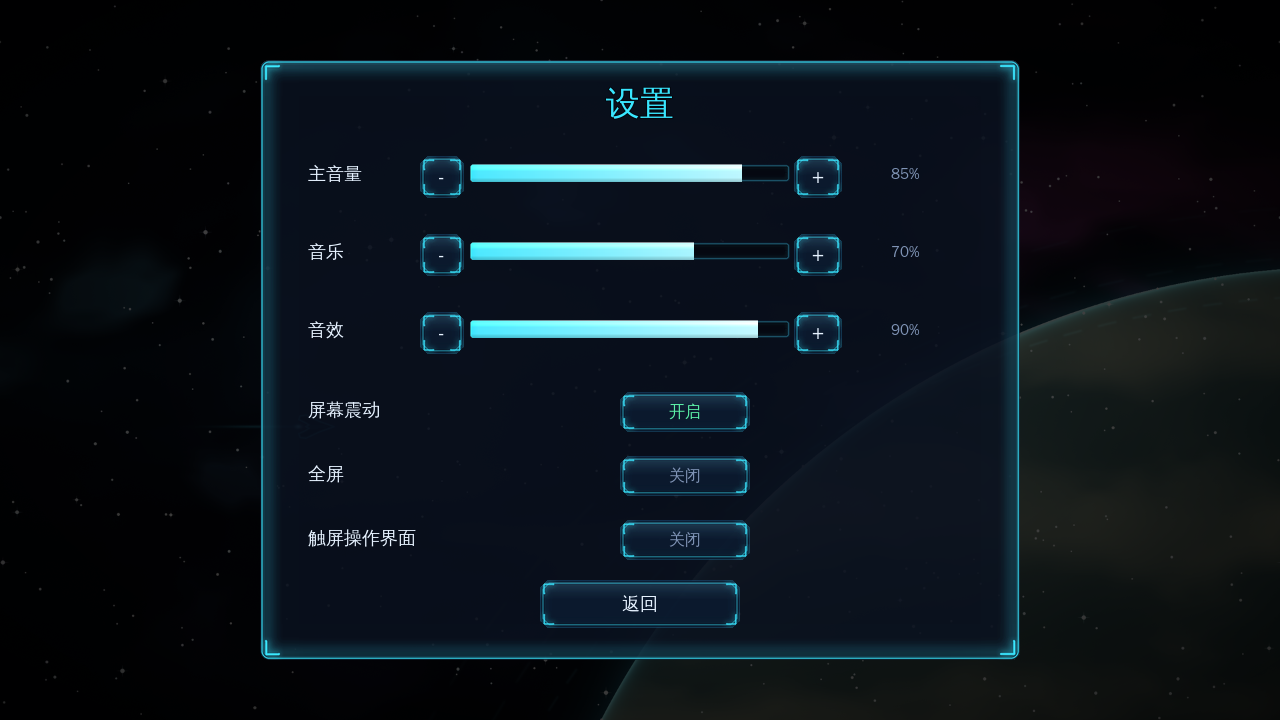 设置
主音量 - + 85%
音乐 - + 70%
音效 - + 90%
屏幕震动 开启
全屏 关闭
触屏操作界面 关闭
返回